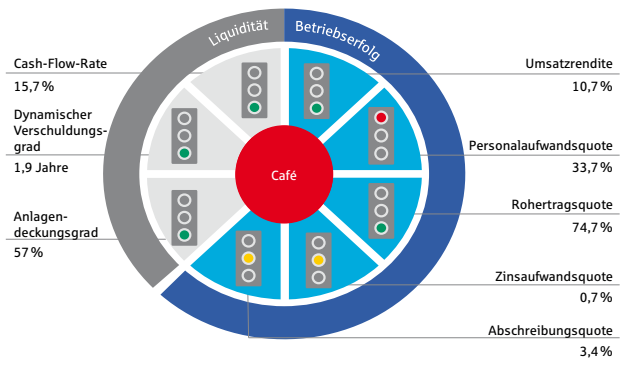 Liquidität
Betriebserfolg
Cash-Flow-Rate
15,7 %
Dynamischer
Verschuldungs-
grad
1,9 Jahre
Anlagen-
deckungsgrad
57 %
Café
Umsatzrendite
10,7 %
Personalaufwandsquote
33,7 %
Rohertragsquote
74,7 %
Zinsaufwandsquote
0,7 %
Abschreibungsquote
3,4 %